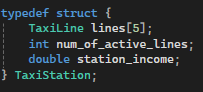 typedef struct {
    TaxiLine lines[5];
    int num_of_active_lines;
    double station_income;
} TaxiStation;